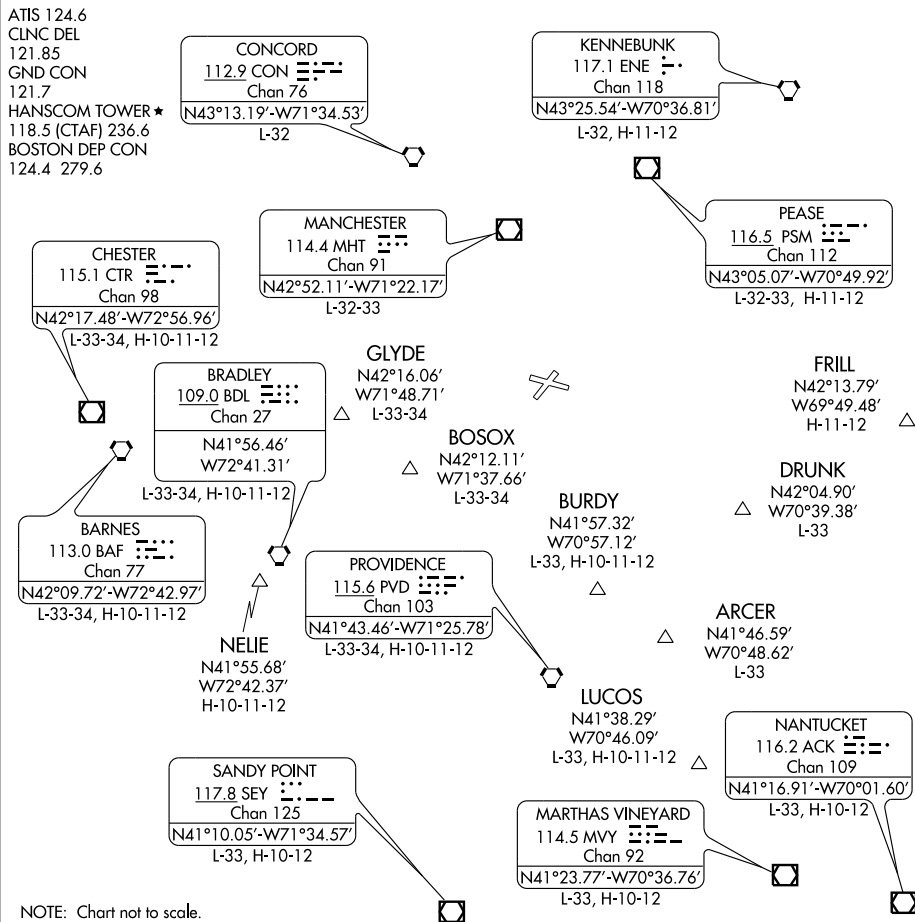 ATIS 124.6
CLNC DEL
121.85
GND CON
121.7
HANSCOM TOWER ★
118.5 (CTAF) 236.6
BOSTON DEP CON
124.4 279.6
CONCORD
112.9 CON
Chan 76
N43°13.19′-W71°34.53′
L-32
KENNEBUNK
117.1 ENE
Chan 118
N43°25.54′-W70°36.81′
L-32, H-11-12
MANCHESTER
114.4 MHT
Chan 91
N42°52.11′-W71°22.17′
L-32-33
PEASE
116.5 PSM
Chan 112
N43°05.07′-W70°49.92′
L-32-33, H-11-12
CHESTER
115.1 CTR
Chan 98
N42°17.48′-W72°56.96′
L-33-34, H-10-11-12
BRADLEY
109.0 BDL
Chan 27
N41°56.46′
W72°41.31′
L-33-34, H-10-11-12
GLYDE
N42°16.06′
W71°48.71′
L-33-34
FRILL
N42°13.79′
W69°49.48′
H-11-12
BOSOX
N42°12.11′
W71°37.66′
L-33-34
DRUNK
N42°04.90′
W70°39.38′
L-33
BURDY
N41°57.32′
W70°57.12′
L-33, H-10-11-12
BARNES
113.0 BAF
Chan 77
N42°09.72′-W72°42.97′
L-33-34, H-10-11-12
PROVIDENCE
115.6 PVD
Chan 103
N41°43.46′-W71°25.78′
L-33-34, H-10-11-12
ARCER
N41°46.59′
W70°48.62′
L-33
NELIE
N41°55.68′
W72°42.37′
H-10-11-12
LUCOS
N41°38.29′
W70°46.09′
L-33, H-10-11-12
NANTUCKET
116.2 ACK
Chan 109
N41°16.91′-W70°01.60′
L-33, H-10-12
SANDY POINT
117.8 SEY
Chan 125
N41°10.05′-W71°34.57′
L-33, H-10-12
MARTHAS VINEYARD
114.5 MVY
Chan 92
N41°23.77′-W70°36.76′
L-33, H-10-12
NOTE: Chart not to scale.